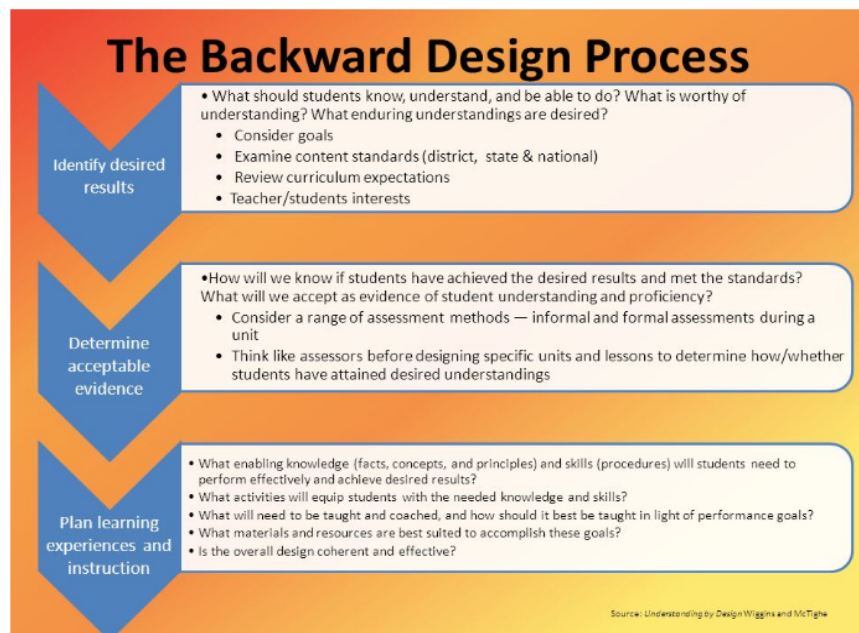 The Backward Design Process
Identify desired
results
• What should students know, understand, and be able to do? What is worthy of
understanding? What enduring understandings are desired?
• Consider goals
• Examine content standards (district, state & national)
• Review curriculum expectations
• Teacher/students interests
Determine
acceptable
evidence
•How will we know if students have achieved the desired results and met the standards?
What will we accept as evidence of student understanding and proficiency?
• Consider a range of assessment methods — informal and formal assessments during a
unit
• Think like assessors before designing specific units and lessons to determine how/whether
students have attained desired understandings
Plan learning
experiences and
instruction
• What enabling knowledge (facts, concepts, and principles) and skills (procedures) will students need to
perform effectively and achieve desired results?
• What activities will equip students with the needed knowledge and skills?
• What will need to be taught and coached, and how should it best be taught in light of performance goals?
• What materials and resources are best suited to accomplish these goals?
• Is the overall design coherent and effective?
Source: Understanding by Design Wiggins and McTighe